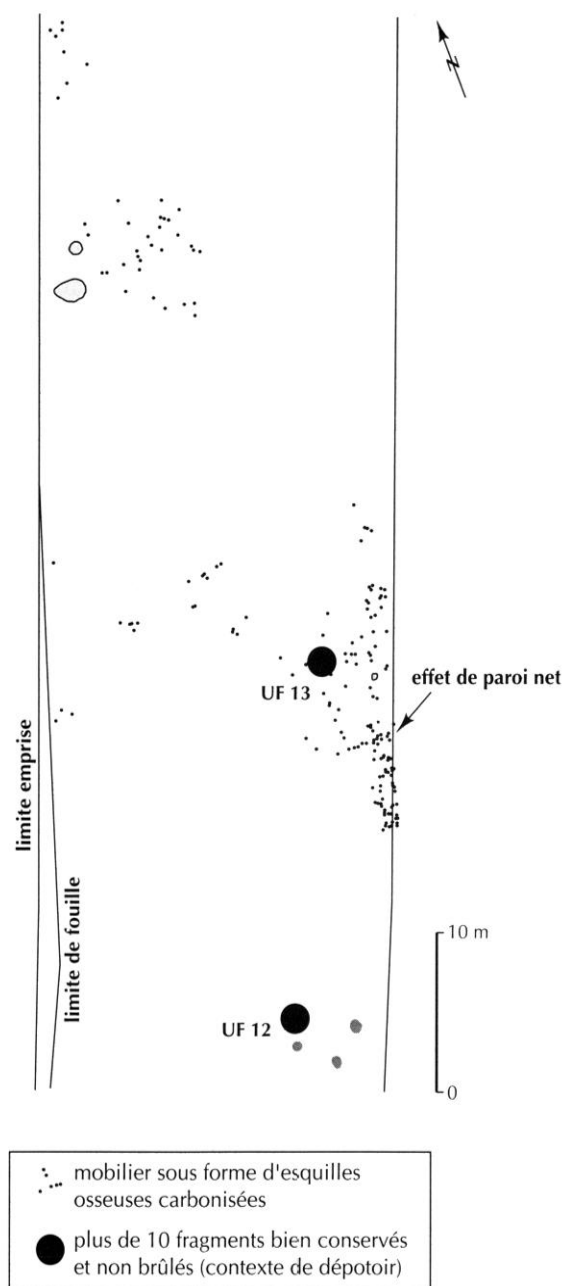 N
effet de paroi net
UF 13
limite emprise
limite de fouille
10 m
UF 12
0
mobilier sous forme d'esquilles
osseuses carbonisées
plus de 10 fragments bien conservés
et non brûlés (contexte de dépotoir)